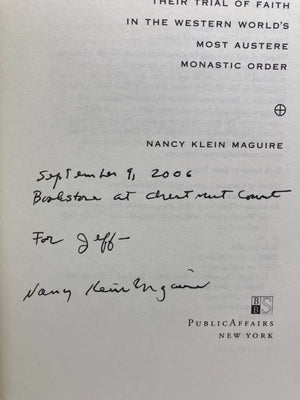 THEIR TRIAL OF FAITH
IN THE WESTERN WORLD'S
MOST AUSTERE
MONASTIC ORDER
NANCY KLEIN MAGUIRE
September 9, 2006
Bookstore at Chestnut Court
For Jeff-
Nancy Klein Maguire
B
B S
PUBLICAFFAIRS
NEW YORK